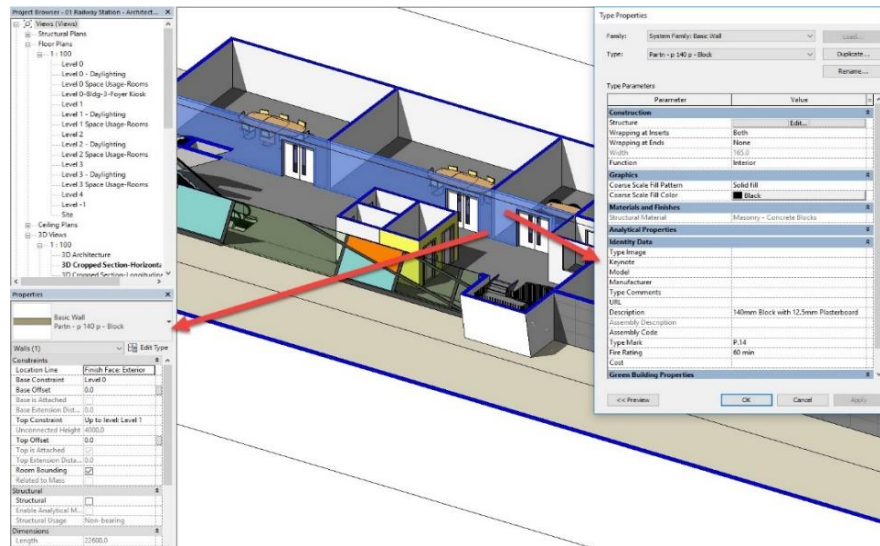 Project Browser - 01 Railway Station - Architect...
Views (Views)
Structural Plans
Floor Plans
1 : 100
Level 0
Level 0 - Daylighting
Level 0 Space Usage-Rooms
Level 0-Bldg-3-Foyer Kiosk
Level 1
Level 1 - Daylighting
Level 1 Space Usage-Rooms
Level 2
Level 2 - Daylighting
Level 2 Space Usage-Rooms
Level 3
Level 3 - Daylighting
Level 3 Space Usage-Rooms
Level 4
Level -1
Site
Ceiling Plans
3D Views
1 : 100
3D Architecture
3D Cropped Section-Horizonta
3D Cropped Section-Longitudin
Properties
Basic Wall
Partn - p 140 p - Block
Walls (1)
Edit Type
Constraints
Location Line Finish Face: Exterior
Base Constraint Level 0
Base Offset 0.0
Base is Attached
Base Extension Dist... 0.0
Top Constraint Up to level: Level 1
Unconnected Height 4000.0
Top Offset 0.0
Top is Attached
Top Extension Dista... 0.0
Room Bounding
Related to Mass
Structural
Structural
Enable Analytical M...
Structural Usage Non-bearing
Dimensions
Length 22600.0
Type Properties
Family: System Family: Basic Wall Load...
Type: Partn - p 140 p - Block Duplicate...
Rename...
Type Parameters
Parameter Value
Construction
Structure Edit...
Wrapping at Inserts Both
Wrapping at Ends None
Width 165.0
Function Interior
Graphics
Coarse Scale Fill Pattern Solid fill
Coarse Scale Fill Color Black
Materials and Finishes
Structural Material Masonry - Concrete Blocks
Analytical Properties
Identity Data
Type Image
Keynote
Model
Manufacturer
Type Comments
URL
Description 140mm Block with 12.5mm Plasterboard
Assembly Description
Assembly Code
Type Mark P.14
Fire Rating 60 min
Cost
Green Building Properties
<< Preview OK Cancel Apply